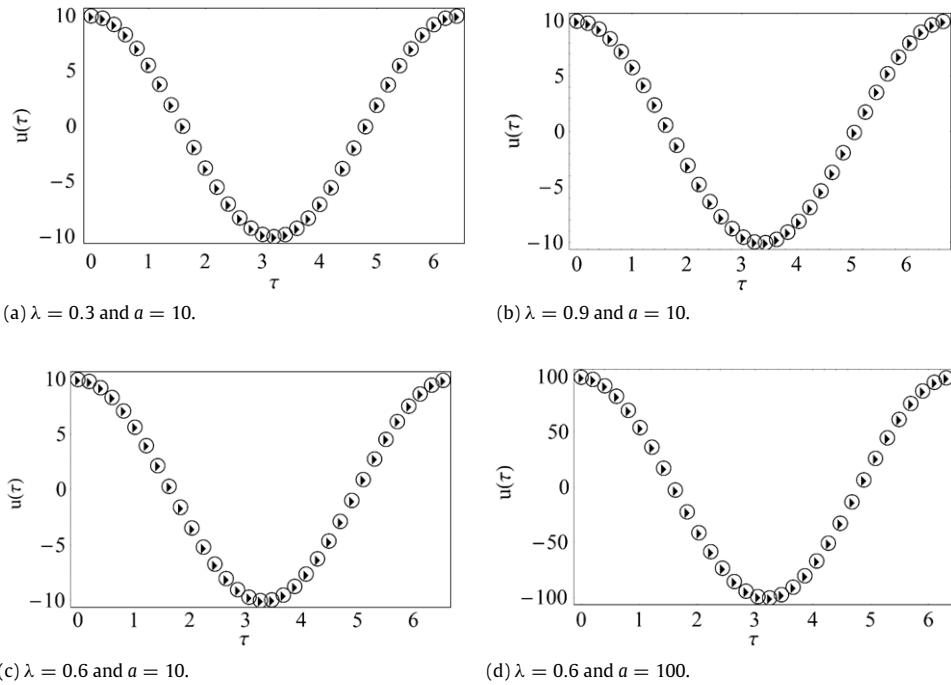 10
5
0
−5
−10
u(τ)
0 1 2 3 4 5 6
τ
(a) λ = 0.3 and a = 10.
10
5
0
−5
−10
u(τ)
0 1 2 3 4 5 6
τ
(b) λ = 0.9 and a = 10.
10
5
0
−5
−10
u(τ)
0 1 2 3 4 5 6
τ
(c) λ = 0.6 and a = 10.
100
50
0
−50
−100
u(τ)
0 1 2 3 4 5 6
τ
(d) λ = 0.6 and a = 100.